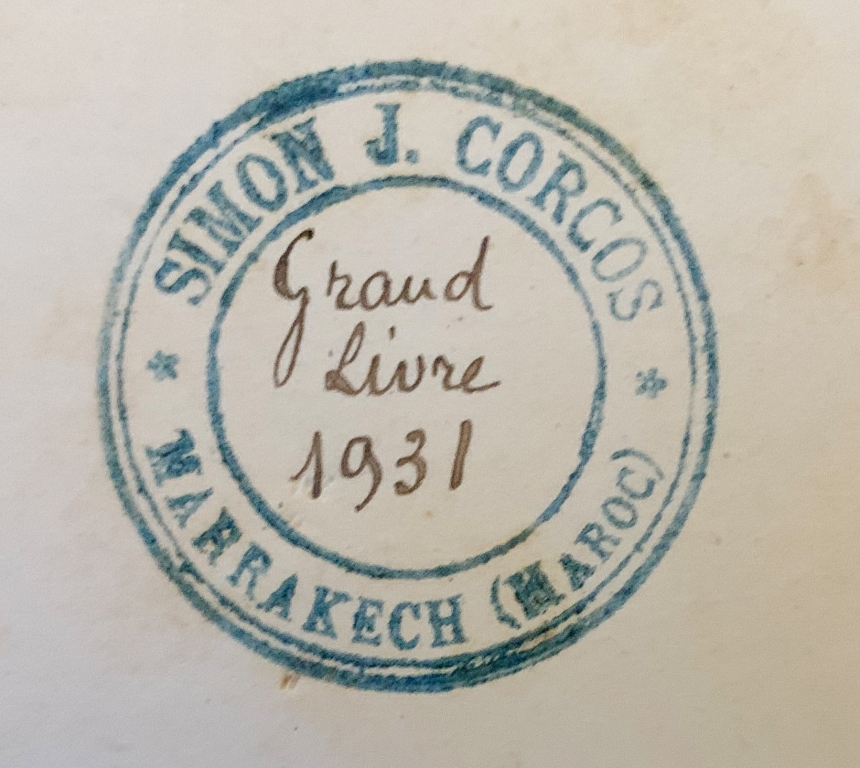 SIMON J. CORCOS
Grand
Livre
1931
* MARRAKECH (MAROC) *